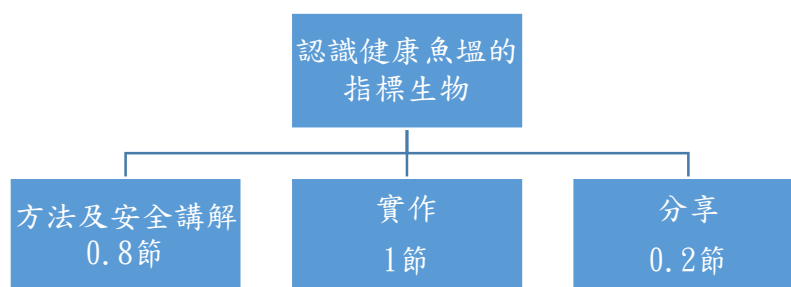 認識健康魚塭的
指標生物
方法及安全講解
0.8節
實作
1節
分享
0.2節